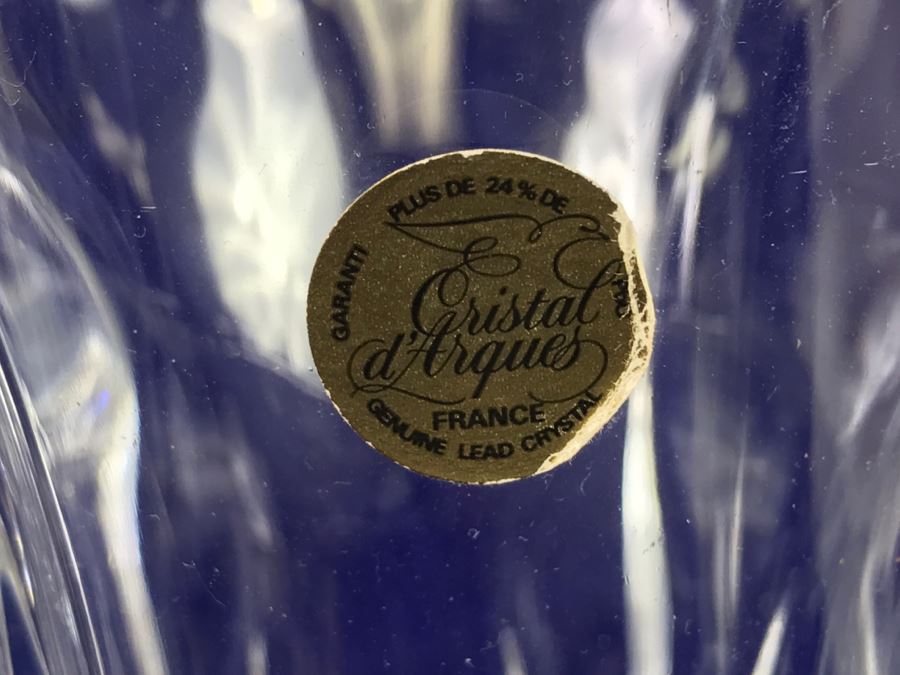 GARANTI PLUS DE 24% DE
Cristal
d'Arques
FRANCE
GENUINE LEAD CRYSTAL